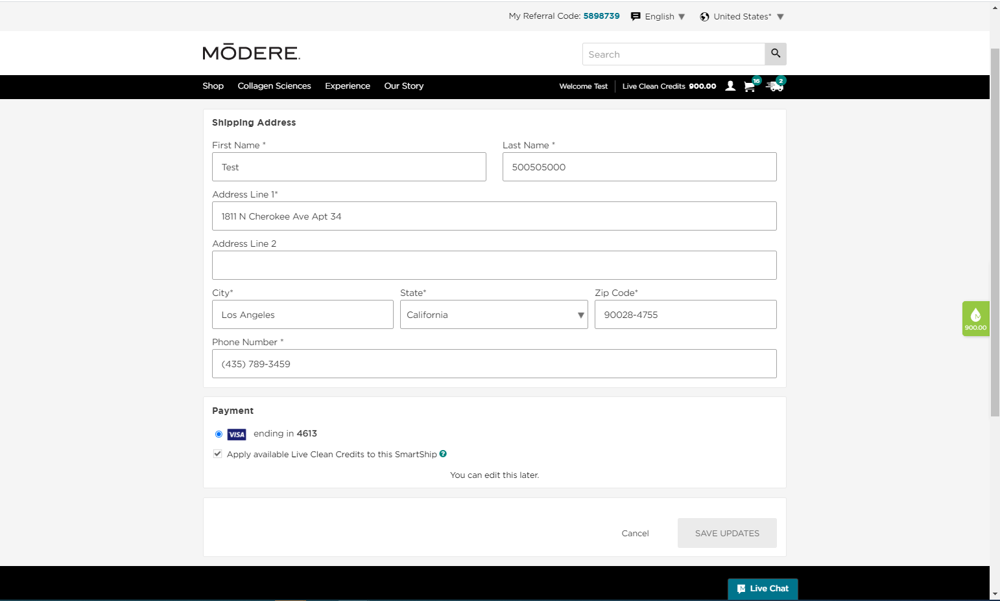 My Referral Code: 5898739 English United States*
MŌDERE.
Search
Shop Collagen Sciences Experience Our Story Welcome Test Live Clean Credits 900.00 16 2
Shipping Address
First Name * Last Name *
Test 500505000
Address Line 1*
1811 N Cherokee Ave Apt 34
Address Line 2
City* State* Zip Code*
Los Angeles California 90028-4755
M
900.00
Phone Number *
(435) 789-3459
Payment
VISA ending in 4613
Apply available Live Clean Credits to this SmartShip ?
You can edit this later.
Cancel SAVE UPDATES
M Live Chat